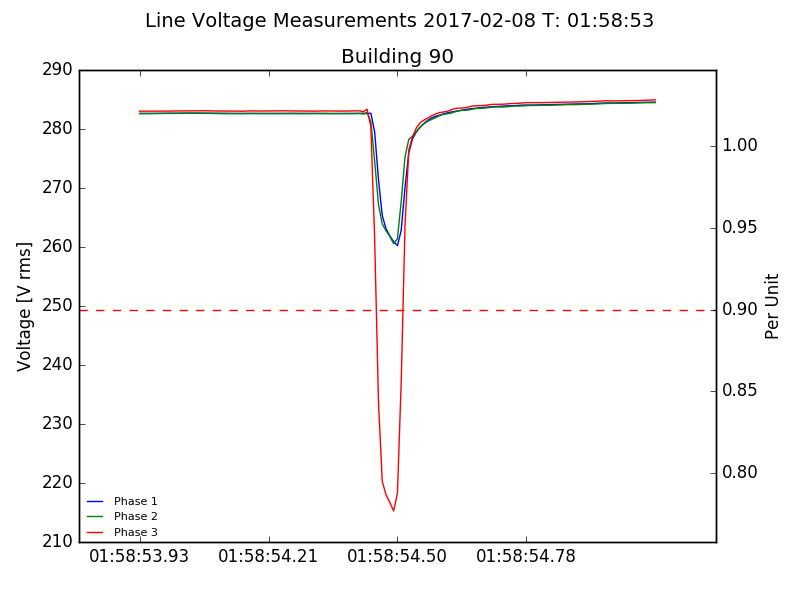 Line Voltage Measurements 2017-02-08 T: 01:58:53
Building 90
290
280
270
260
250
240
230
220
210
Voltage [V rms]
1.00
0.95
0.90
0.85
0.80
Per Unit
Phase 1
Phase 2
Phase 3
01:58:53.93
01:58:54.21
01:58:54.50
01:58:54.78